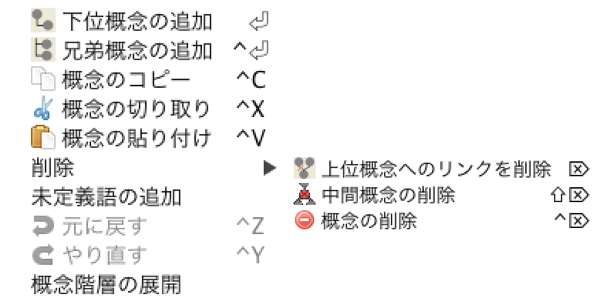 下位概念の追加 ⏎
兄弟概念の追加 ^⏎
概念のコピー ^C
概念の切り取り ^X
概念の貼り付け ^V
削除 ▶
上位概念へのリンクを削除 ⌦
中間概念の削除 ⇧⌦
概念の削除 ^⌦
未定義語の追加
元に戻す ^Z
やり直す ^Y
概念階層の展開